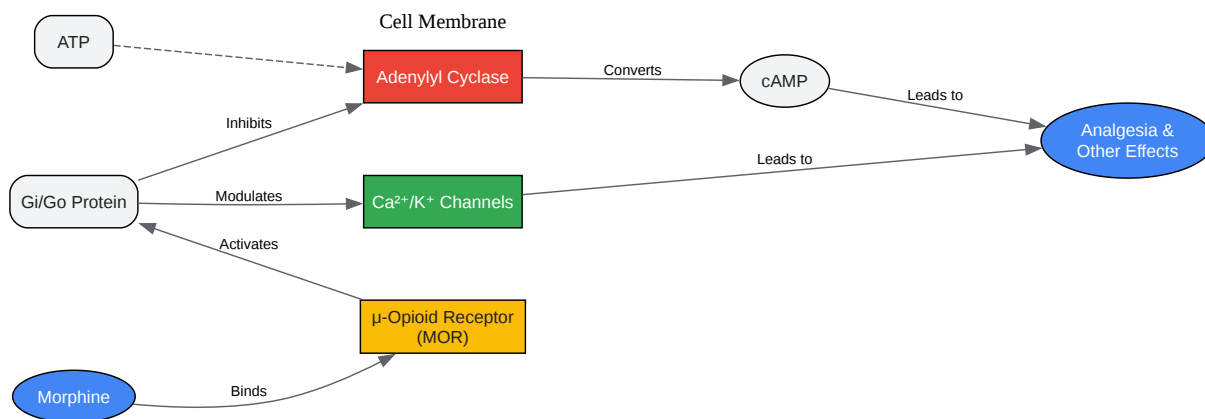 Cell Membrane
ATP
Adenylyl Cyclase
Converts
cAMP
Leads to
Analgesia &
Other Effects
Inhibits
Leads to
Gi/Go Protein
Modulates
Ca²⁺/K⁺ Channels
Activates
μ-Opioid Receptor
(MOR)
Morphine
Binds